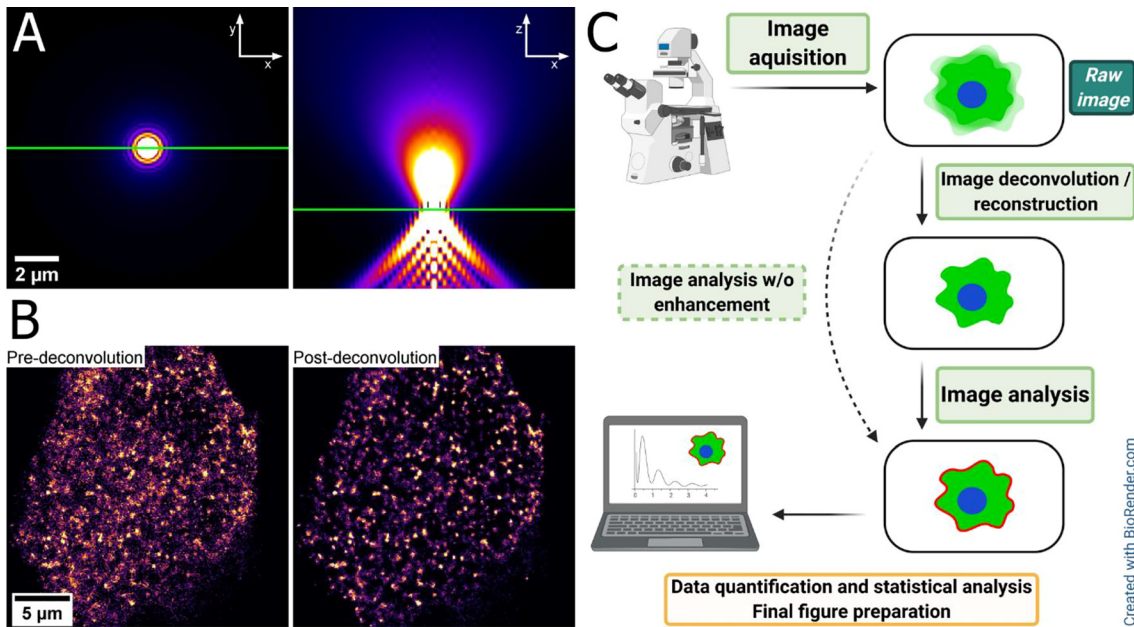 A
y
x
z
x
2 µm
B
Pre-deconvolution
Post-deconvolution
5 µm
C
Image
aquisition
Raw
image
Image deconvolution /
reconstruction
Image analysis w/o
enhancement
Image analysis
0 1 2 3 4
Data quantification and statistical analysis
Final figure preparation
Created with BioRender.com